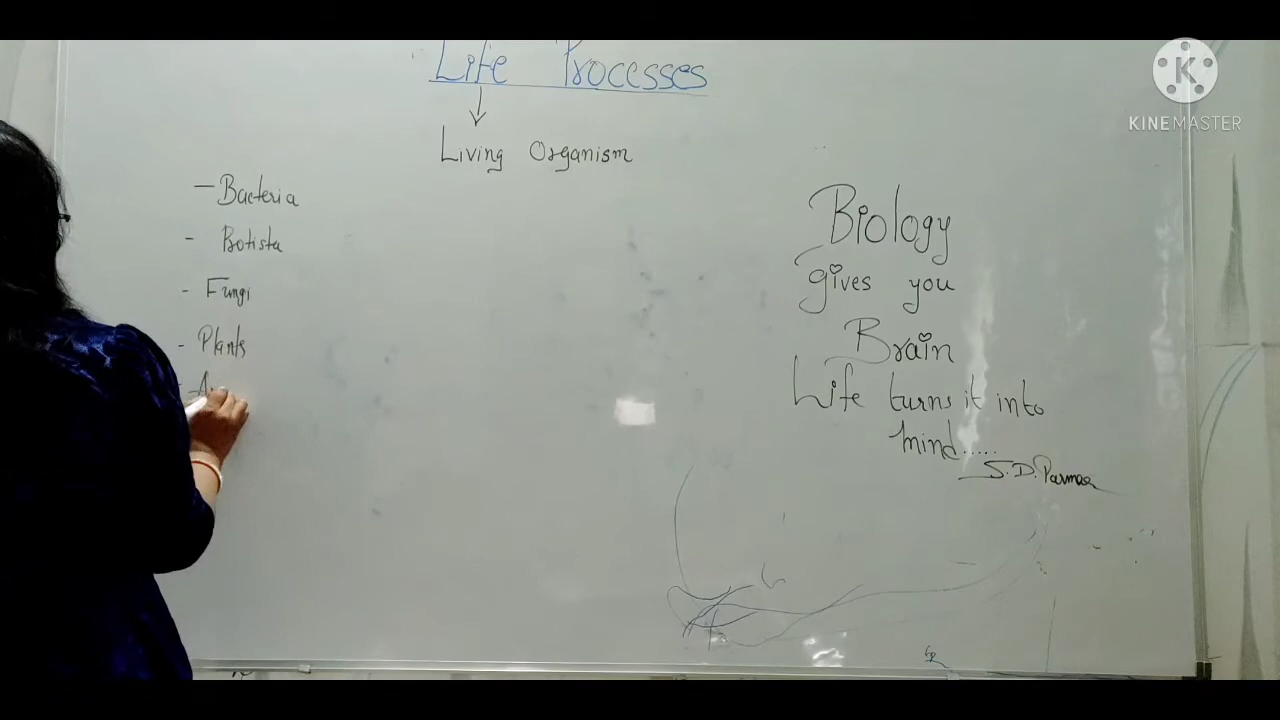 Life Processes
Living Organism
- Bacteria
- Protista
- Fungi
- Plants
Biology
gives you
Brain
Life turns it into
mind.....
S.D. Parmar
KINEMASTER